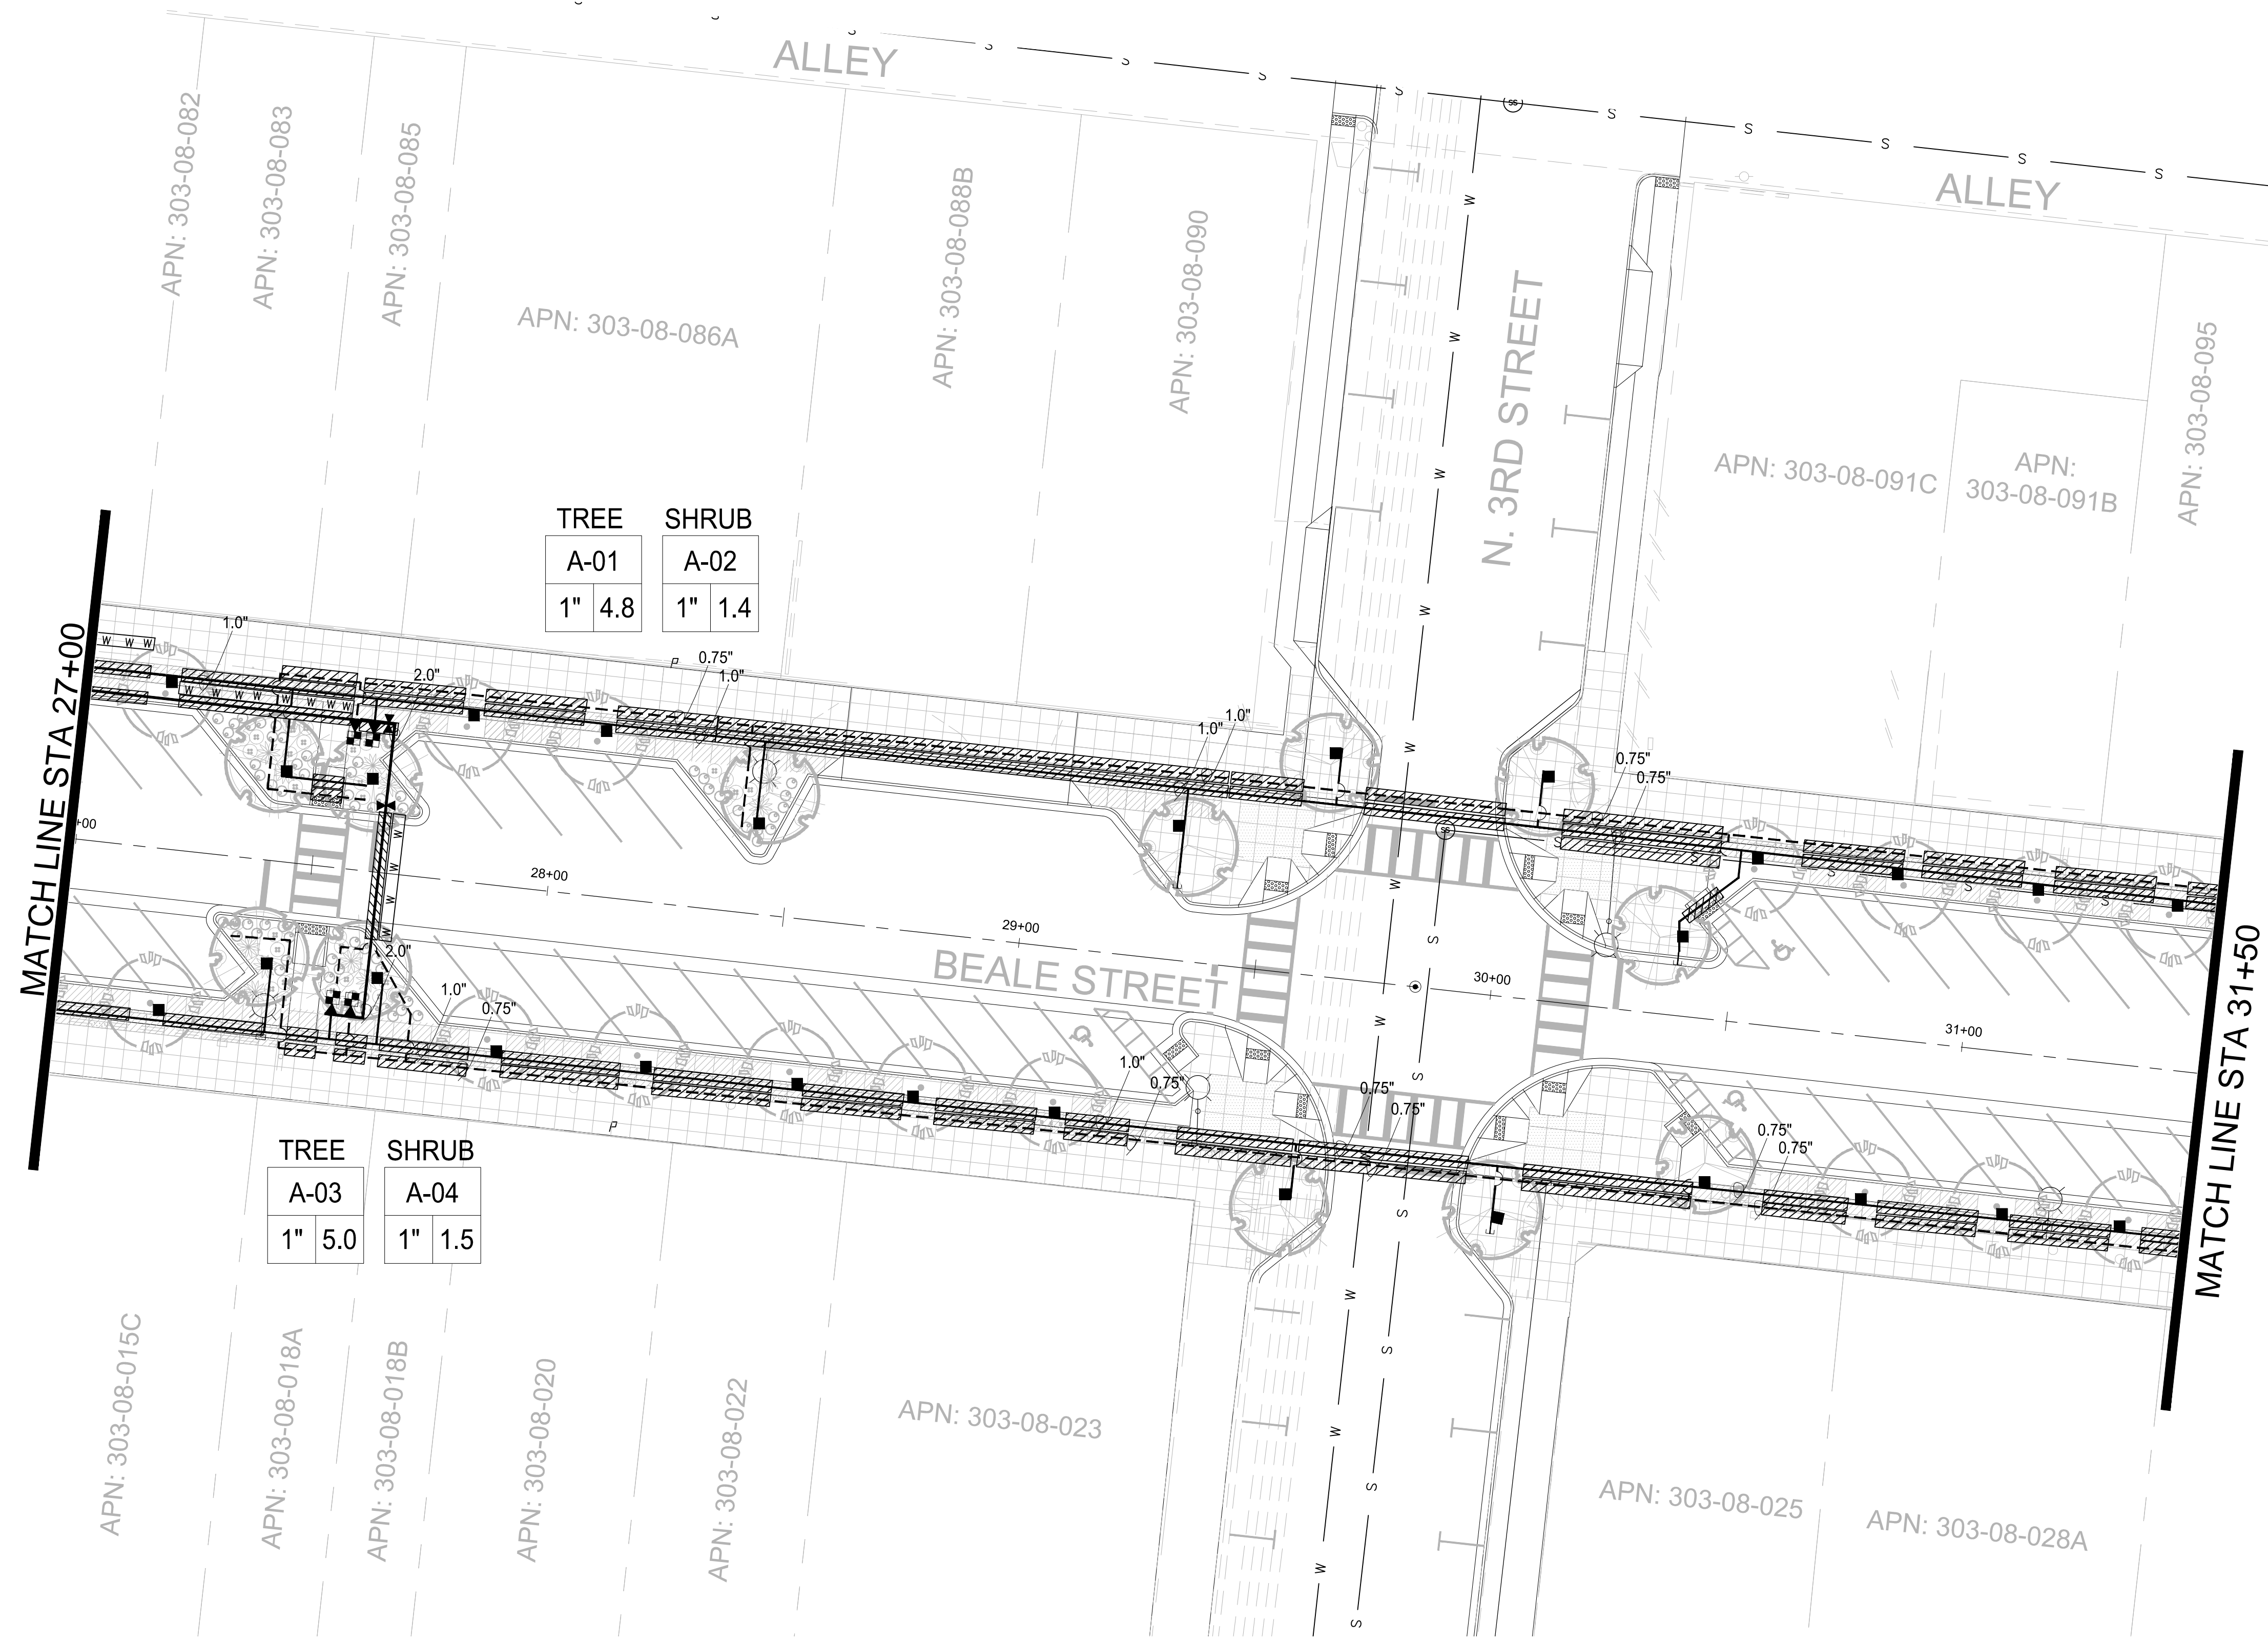 ALLEY
SS
ALLEY
APN: 303-08-082
APN: 303-08-083
APN: 303-08-085
APN: 303-08-086A
APN: 303-08-088B
APN: 303-08-090
N. 3RD STREET
APN: 303-08-091C
APN:
303-08-091B
APN: 303-08-095
TREE
A-01
1" 4.8
SHRUB
A-02
1" 1.4
MATCH LINE STA 27+00
W W W
1.0"
2.0"
P
0.75"
1.0"
1.0"
1.0"
0.75"
0.75"
SS
+00
28+00
29+00
30+00
31+00
BEALE STREET
MATCH LINE STA 31+50
2.0"
1.0"
0.75"
1.0"
0.75"
0.75"
0.75"
0.75"
0.75"
P
TREE
A-03
1" 5.0
SHRUB
A-04
1" 1.5
APN: 303-08-015C
APN: 303-08-018A
APN: 303-08-018B
APN: 303-08-020
APN: 303-08-022
APN: 303-08-023
APN: 303-08-025
APN: 303-08-028A